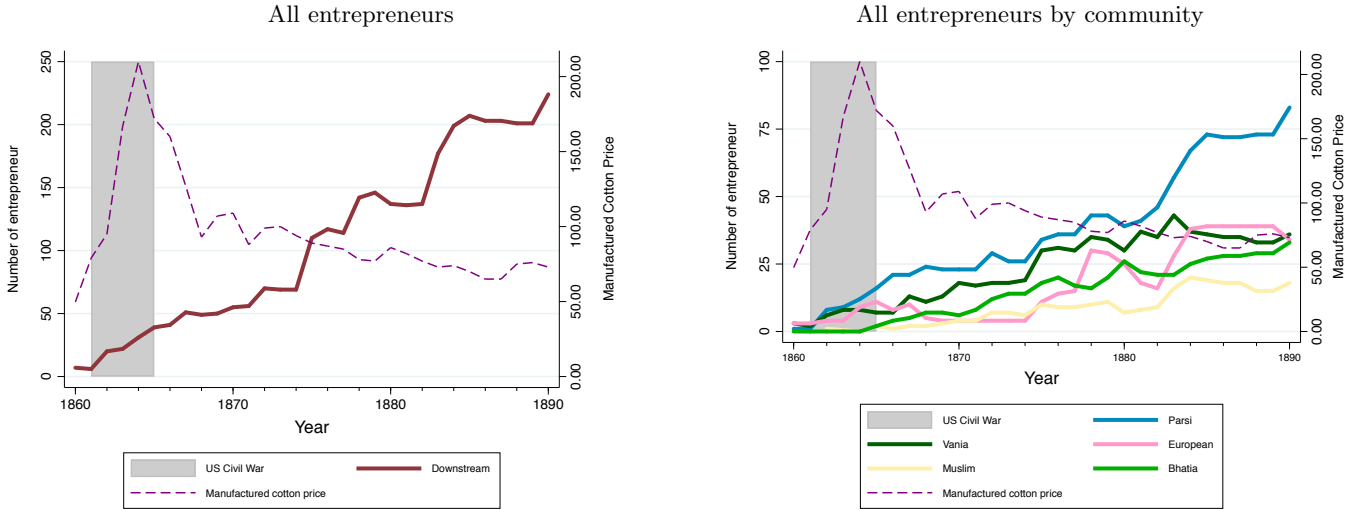 All entrepreneurs
250
200
150
100
50
0
Number of entrepreneur
200.00
150.00
100.00
50.00
0.00
Manufactured Cotton Price
1860 1870 1880 1890
Year
US Civil War Downstream
Manufactured cotton price
All entrepreneurs by community
100
75
50
25
0
Number of entrepreneur
200.00
150.00
100.00
50.00
0.00
Manufactured Cotton Price
1860 1870 1880 1890
Year
US Civil War Parsi
Vania European
Muslim Bhatia
Manufactured cotton price